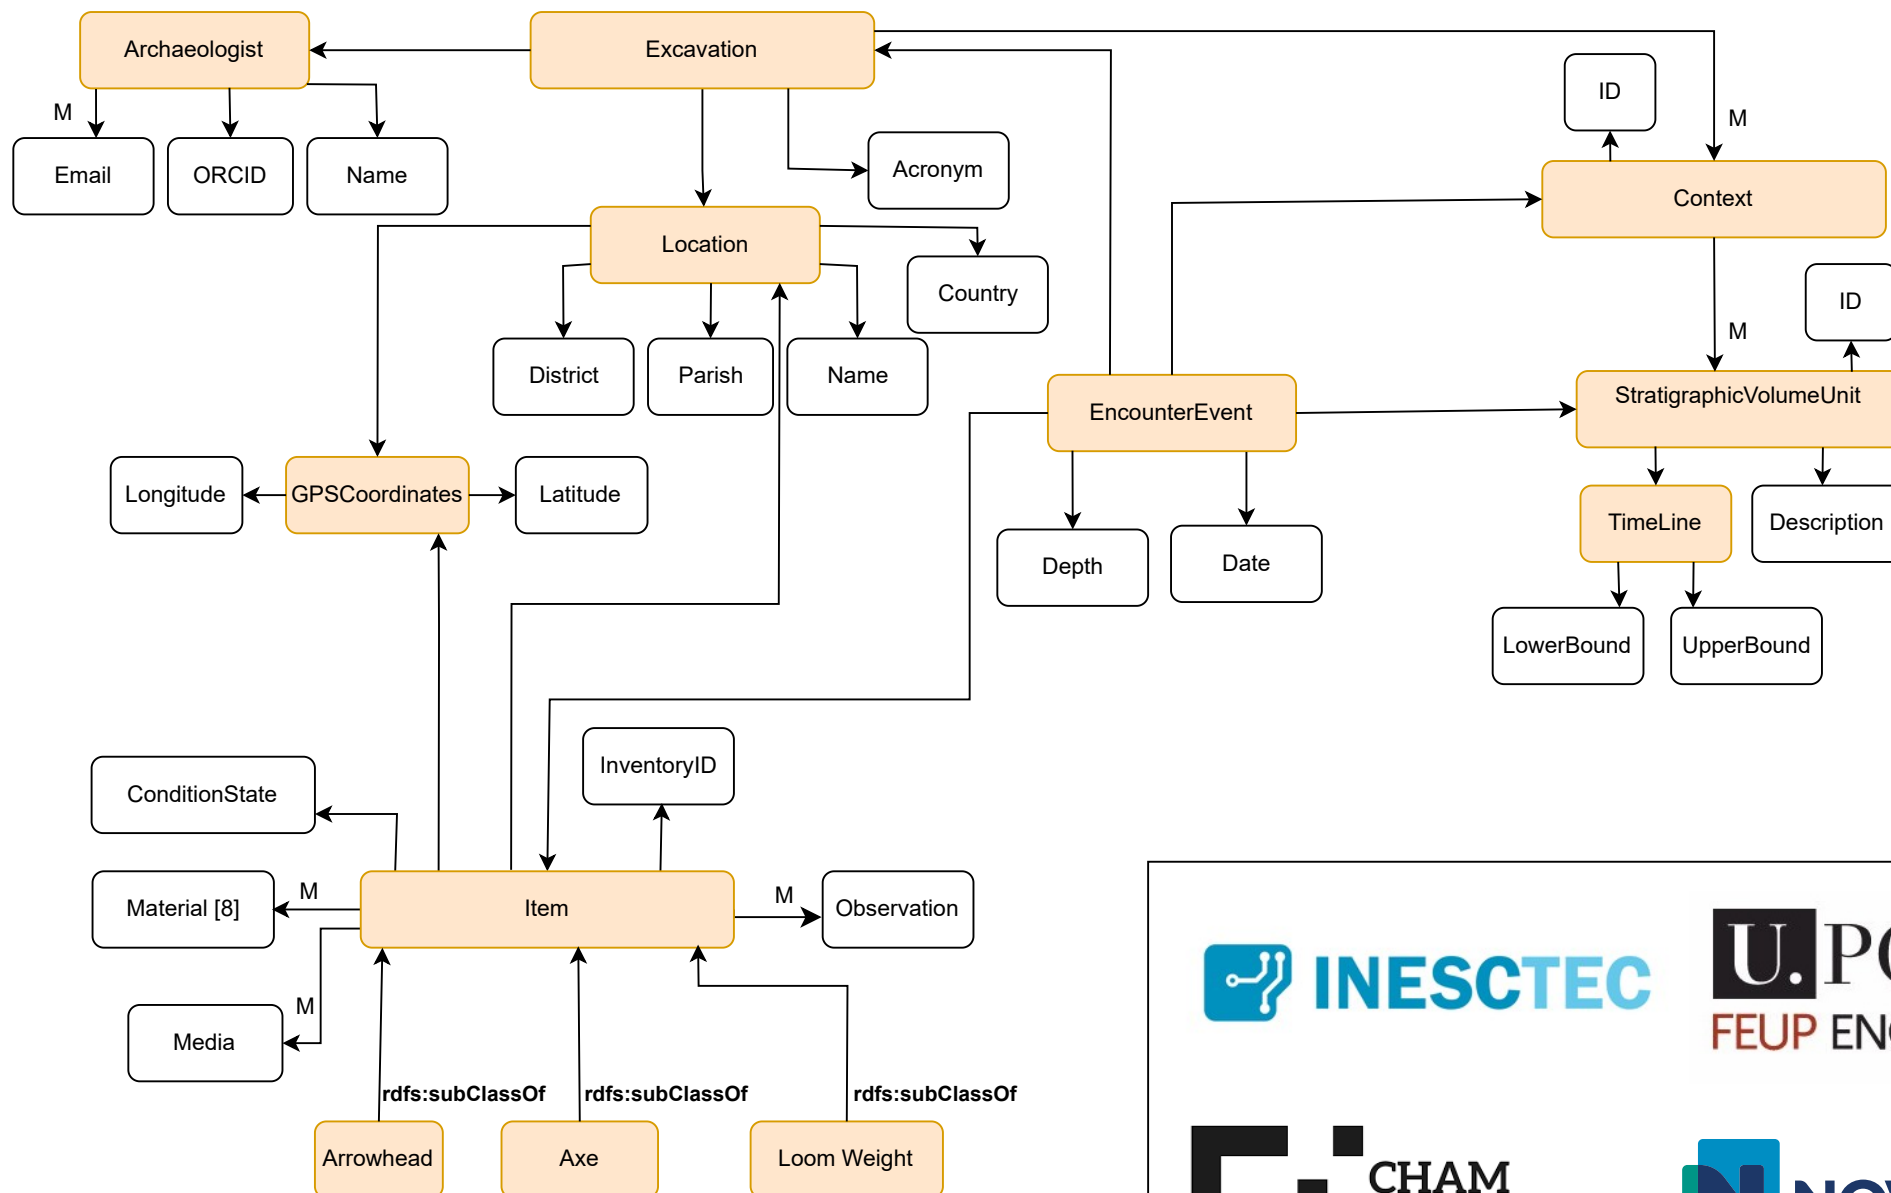 Archaeologist
Excavation
ID
M
M
Email
ORCID
Name
Acronym
Context
Location
Country
ID
M
District
Parish
Name
EncounterEvent
StratigraphicVolumeUnit
Longitude
GPSCoordinates
Latitude
TimeLine
Description
Depth
Date
LowerBound
UpperBound
InventoryID
ConditionState
Material [8]
M
Item
M
Observation
M
Media
rdfs:subClassOf
rdfs:subClassOf
rdfs:subClassOf
Arrowhead
Axe
Loom Weight
INESCTEC
U.
FEUP
CHAM